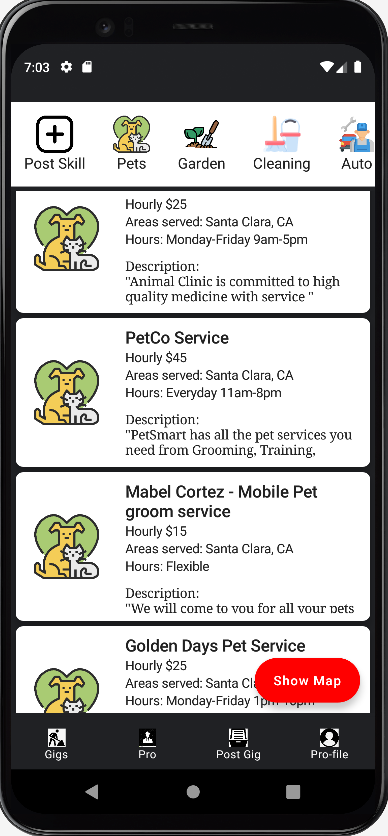 7:03
Post Skill
Pets
Garden
Cleaning
Auto
Hourly $25
Areas served: Santa Clara, CA
Hours: Monday-Friday 9am-5pm
Description:
"Animal Clinic is committed to high
quality medicine with service "
PetCo Service
Hourly $45
Areas served: Santa Clara, CA
Hours: Everyday 11am-8pm
Description:
"PetSmart has all the pet services you
need from Grooming, Training,
Mabel Cortez - Mobile Pet
groom service
Hourly $15
Areas served: Santa Clara, CA
Hours: Flexible
Description:
"We will come to you for all your pets
Golden Days Pet Service
Hourly $25
Areas served: Santa
Hours: Monday-Friday
Show Map
Gigs
Pro
Post Gig
Pro-file